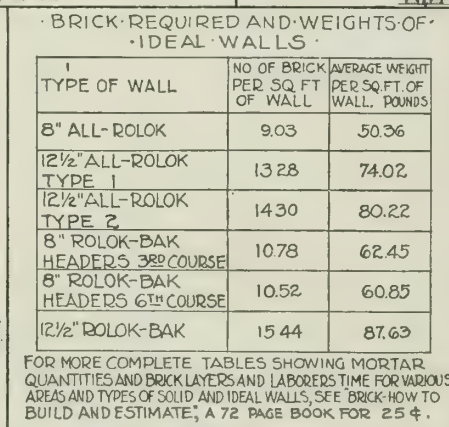 · BRICK · REQUIRED AND · WEIGHTS · OF ·
· IDEAL · WALLS ·
TYPE OF WALL
NO OF BRICK PER SQ FT OF WALL
AVERAGE WEIGHT PER SQ. FT. OF WALL. POUNDS
8" ALL-ROLOK 9.03 50.36
12½" ALL-ROLOK TYPE 1 13 28 74.02
12½" ALL-ROLOK TYPE 2 14 30 80.22
8" ROLOK-BAK HEADERS 3RD COURSE 10.78 62.45
8" ROLOK-BAK HEADERS 6TH COURSE 10.52 60.85
12½" ROLOK-BAK 15 44 87.63
FOR MORE COMPLETE TABLES SHOWING MORTAR
QUANTITIES AND BRICK LAYERS AND LABORERS TIME FOR VARIOUS
AREAS AND TYPES OF SOLID AND IDEAL WALLS, SEE "BRICK-HOW TO
BUILD AND ESTIMATE", A 72 PAGE BOOK FOR 25 ¢.